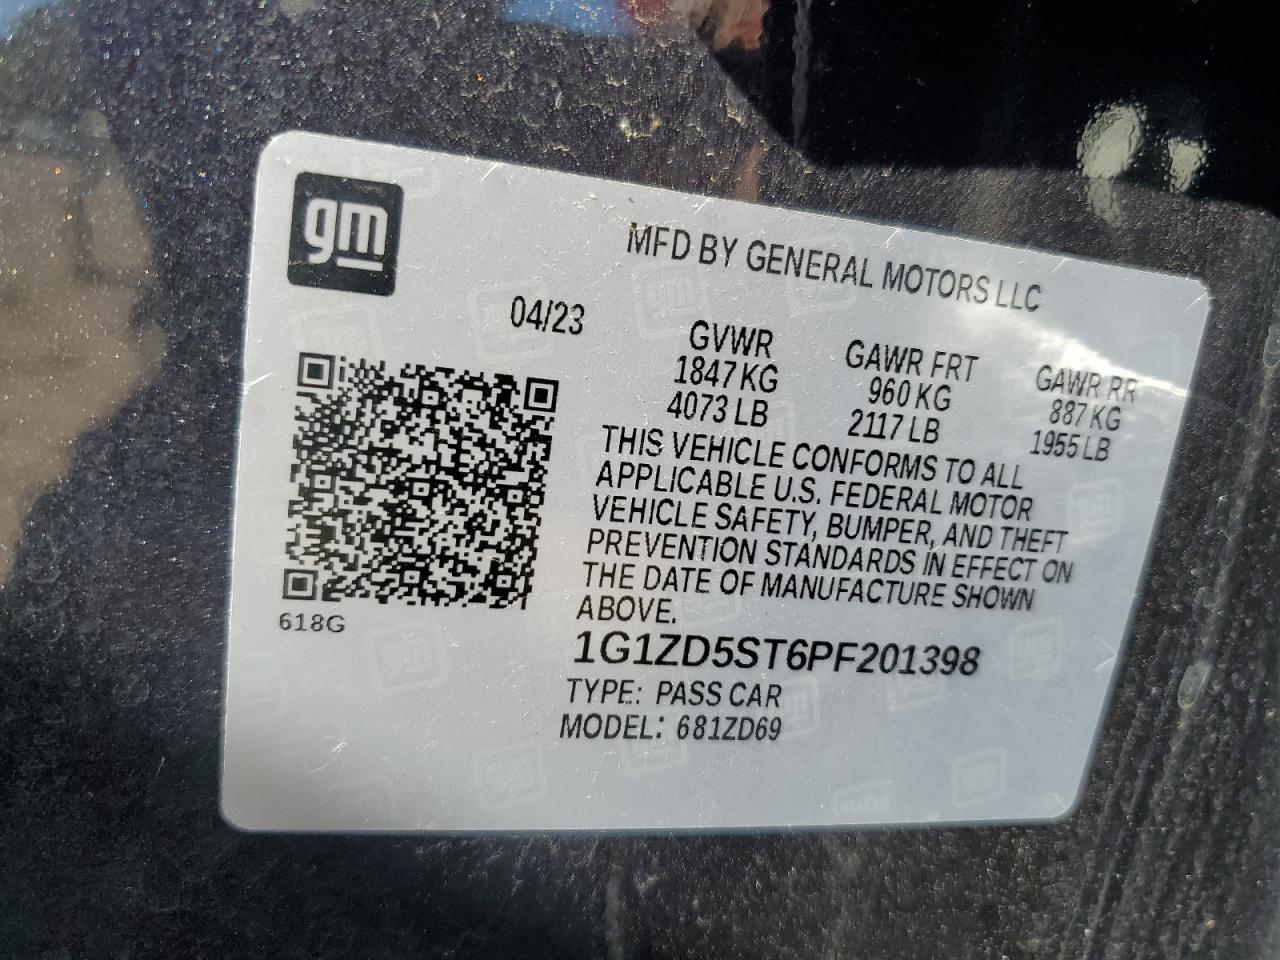 gm
MFD BY GENERAL MOTORS LLC
04/23
GVWR GAWR FRT GAWR RR
1847 KG 960 KG 887 KG
4073 LB 2117 LB 1955 LB
THIS VEHICLE CONFORMS TO ALL
APPLICABLE U.S. FEDERAL MOTOR
VEHICLE SAFETY, BUMPER, AND THEFT
PREVENTION STANDARDS IN EFFECT ON
THE DATE OF MANUFACTURE SHOWN
ABOVE.
618G
1G1ZD5ST6PF201398
TYPE: PASS CAR
MODEL: 681ZD69